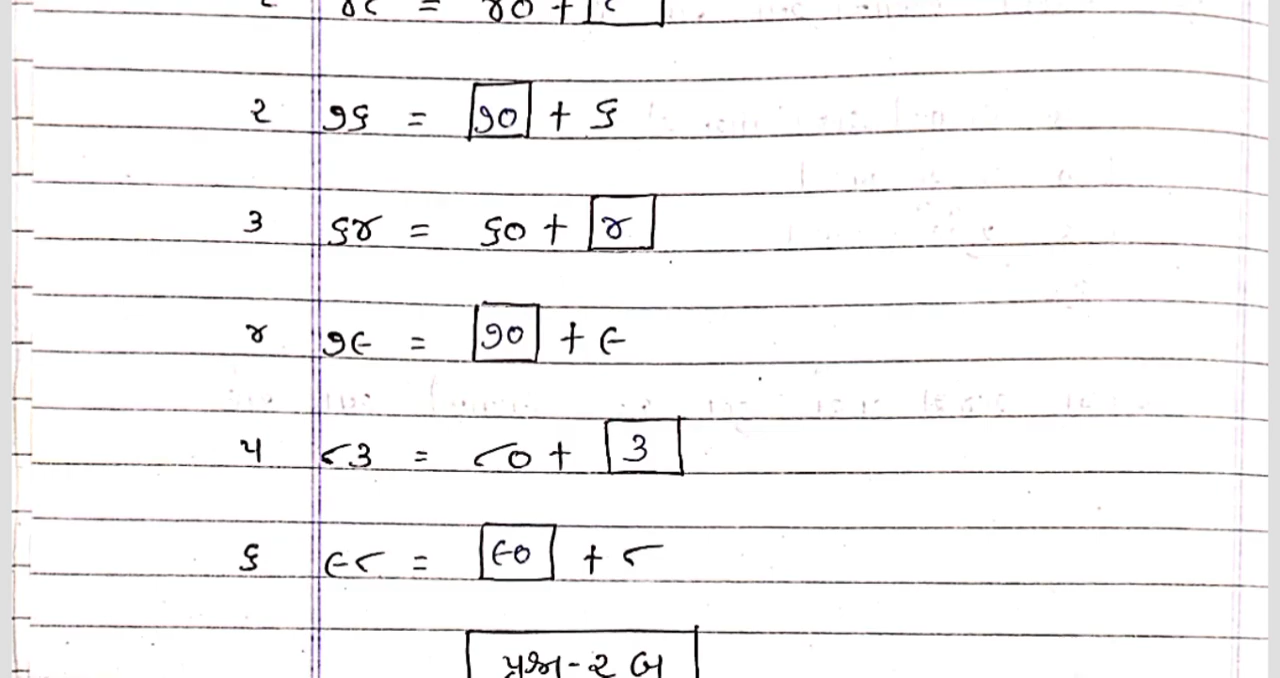 ૨ ૭૬ = ૭૦ + ૬
૩ ૬૪ = ૬૦ + ૪
૪ ૭૯ = ૭૦ + ૯
૫ ૮૩ = ૮૦ + ૩
૬ ૯૮ = ૯૦ + ૮
પ્રશ્ન-૨ બ